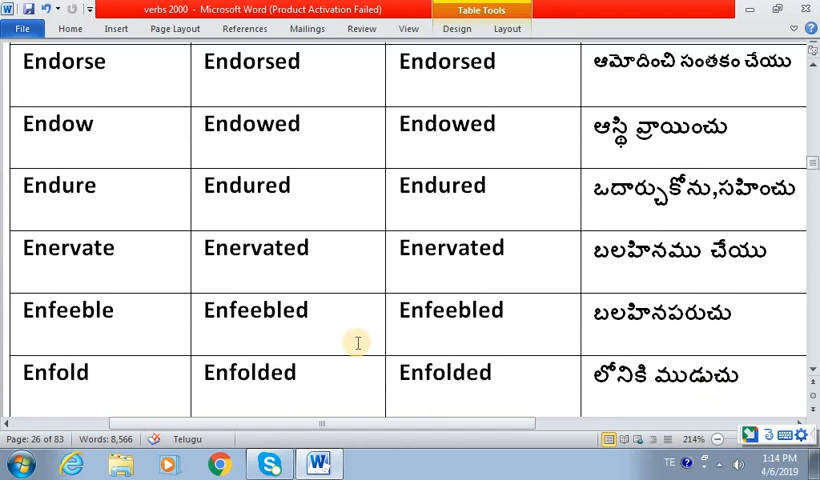 verbs 2000 - Microsoft Word (Product Activation Failed)
Table Tools
File Home Insert Page Layout References Mailings Review View Design Layout
Endorse Endorsed Endorsed ఆమోదించి సంతకం చేయు
Endow Endowed Endowed ఆస్థి వ్రాయించు
Endure Endured Endured ఒదార్చుకోను,సహించు
Enervate Enervated Enervated బలహినము చేయు
Enfeeble Enfeebled Enfeebled బలహినపరుచు
Enfold Enfolded Enfolded లోనికి ముడుచు
Page: 26 of 83 Words: 8,566 Telugu 214%
TE 1:14 PM
4/6/2019